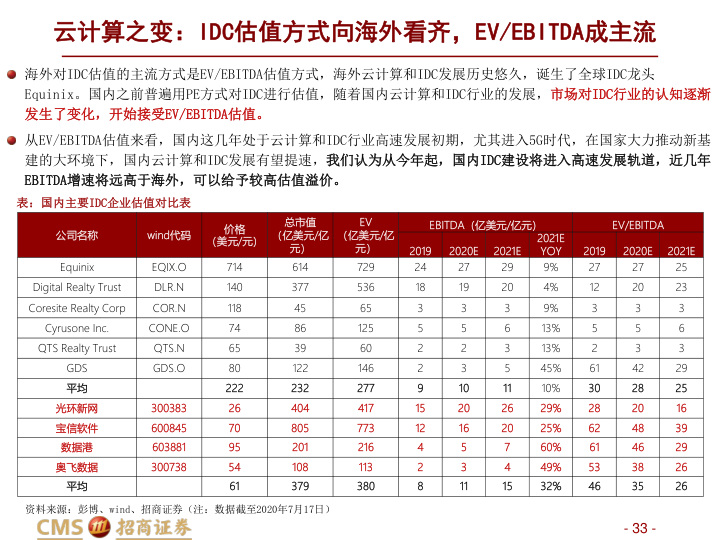 云计算之变：IDC估值方式向海外看齐，EV/EBITDA成主流
海外对IDC估值的主流方式是EV/EBITDA估值方式，海外云计算和IDC发展历史悠久，诞生了全球IDC龙头
Equinix。国内之前普遍用PE方式对IDC进行估值，随着国内云计算和IDC行业的发展，市场对IDC行业的认知逐渐
发生了变化，开始接受EV/EBITDA估值。
从EV/EBITDA估值来看，国内这几年处于云计算和IDC行业高速发展初期，尤其进入5G时代，在国家大力推动新基
建的大环境下，国内云计算和IDC发展有望提速，我们认为从今年起，国内IDC建设将进入高速发展轨道，近几年
EBITDA增速将远高于海外，可以给予较高估值溢价。
表：国内主要IDC企业估值对比表
公司名称 wind代码 价格（美元/元） 总市值（亿美元/亿元） EV（亿美元/亿元） EBITDA（亿美元/亿元） EV/EBITDA
2019 2020E 2021E 2021E YOY 2019 2020E 2021E
Equinix EQIX.O 714 614 729 24 27 29 9% 27 27 25
Digital Realty Trust DLR.N 140 377 536 18 19 20 4% 12 20 23
Coresite Realty Corp COR.N 118 45 65 3 3 3 9% 3 3 3
Cyrusone Inc. CONE.O 74 86 125 5 5 6 13% 5 5 6
QTS Realty Trust QTS.N 65 39 60 2 2 3 13% 2 3 3
GDS GDS.O 80 122 146 2 3 5 45% 61 42 29
平均 222 232 277 9 10 11 10% 30 28 25
光环新网 300383 26 404 417 15 20 26 29% 28 20 16
宝信软件 600845 70 805 773 12 16 20 25% 62 48 39
数据港 603881 95 201 216 4 5 7 60% 61 46 29
奥飞数据 300738 54 108 113 2 3 4 49% 53 38 26
平均 61 379 380 8 11 15 32% 46 35 26
资料来源：彭博、wind、招商证券（注：数据截至2020年7月17日）
CMS 招商证券
- 33 -